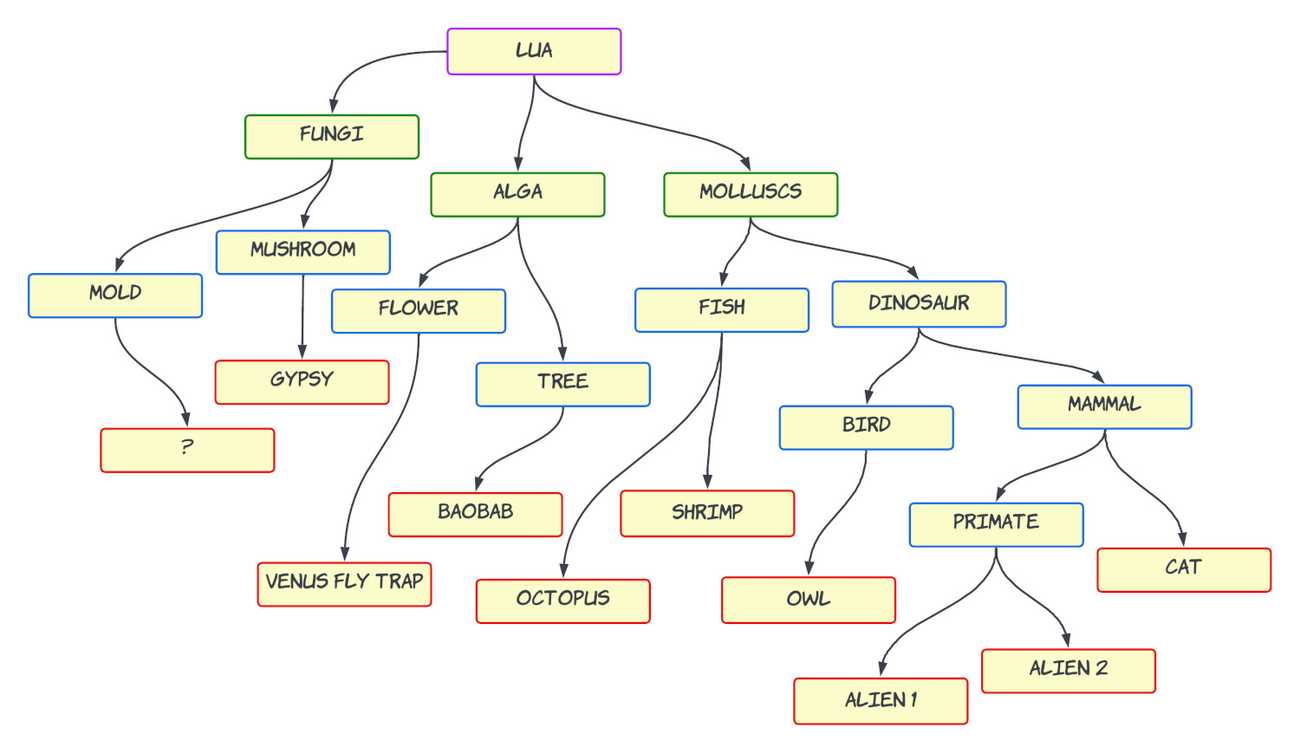 LUA
FUNGI
ALGA
MOLLUSCS
MUSHROOM
MOLD
FLOWER
FISH
DINOSAUR
GYPSY
TREE
BIRD
MAMMAL
?
BAOBAB
SHRIMP
PRIMATE
VENUS FLY TRAP
OCTOPUS
OWL
CAT
ALIEN 1
ALIEN 2